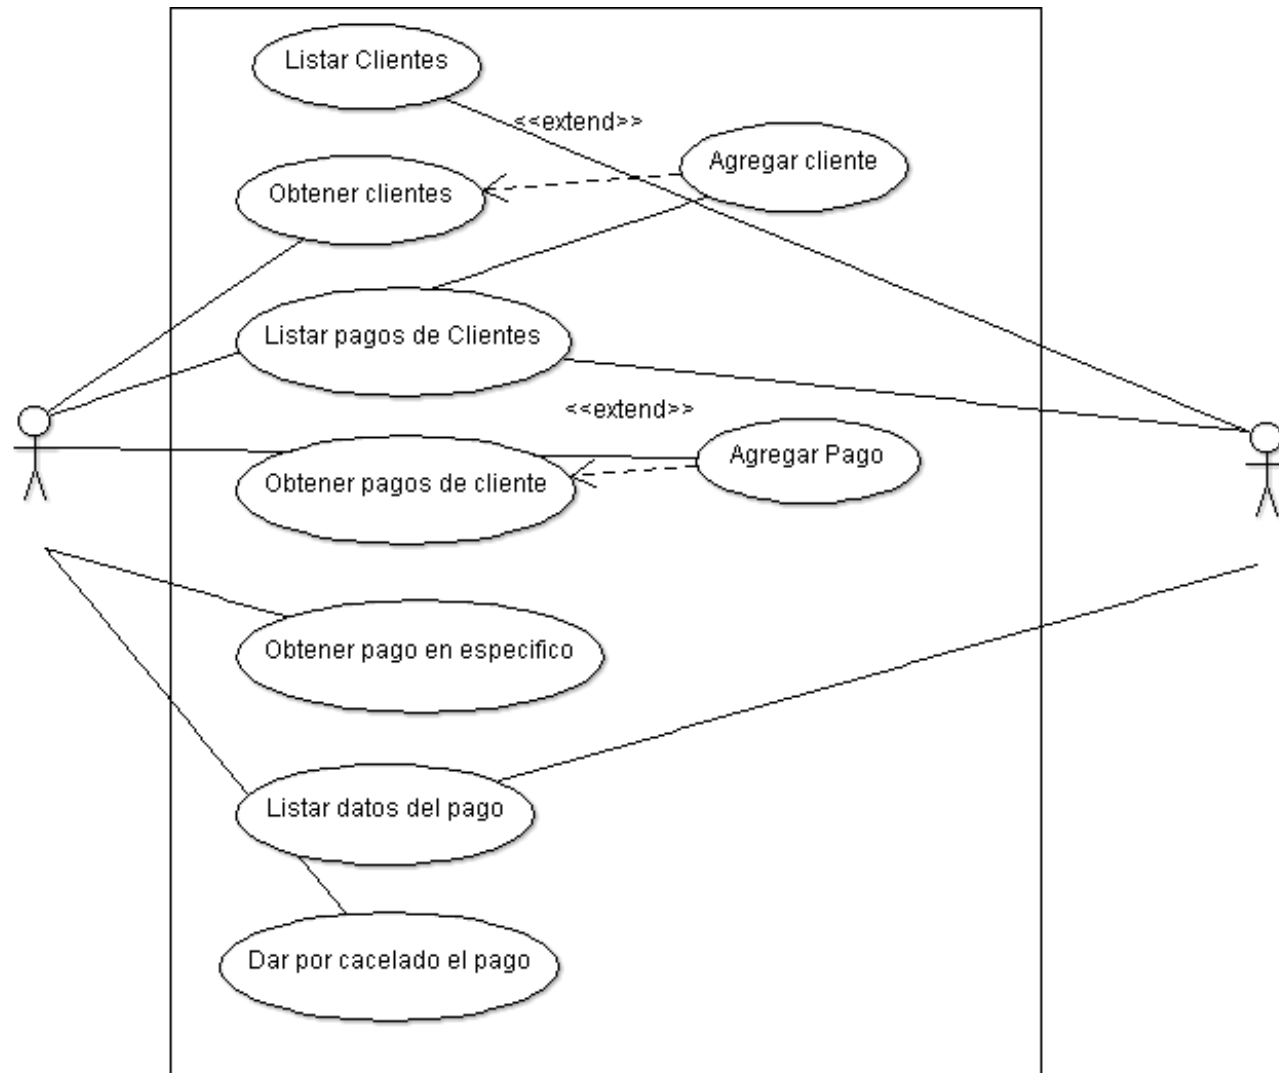 Listar Clientes
<<extend>>
Agregar cliente
Obtener clientes
Listar pagos de Clientes
<<extend>>
Agregar Pago
Obtener pagos de cliente
Obtener pago en especifico
Listar datos del pago
Dar por cacelado el pago